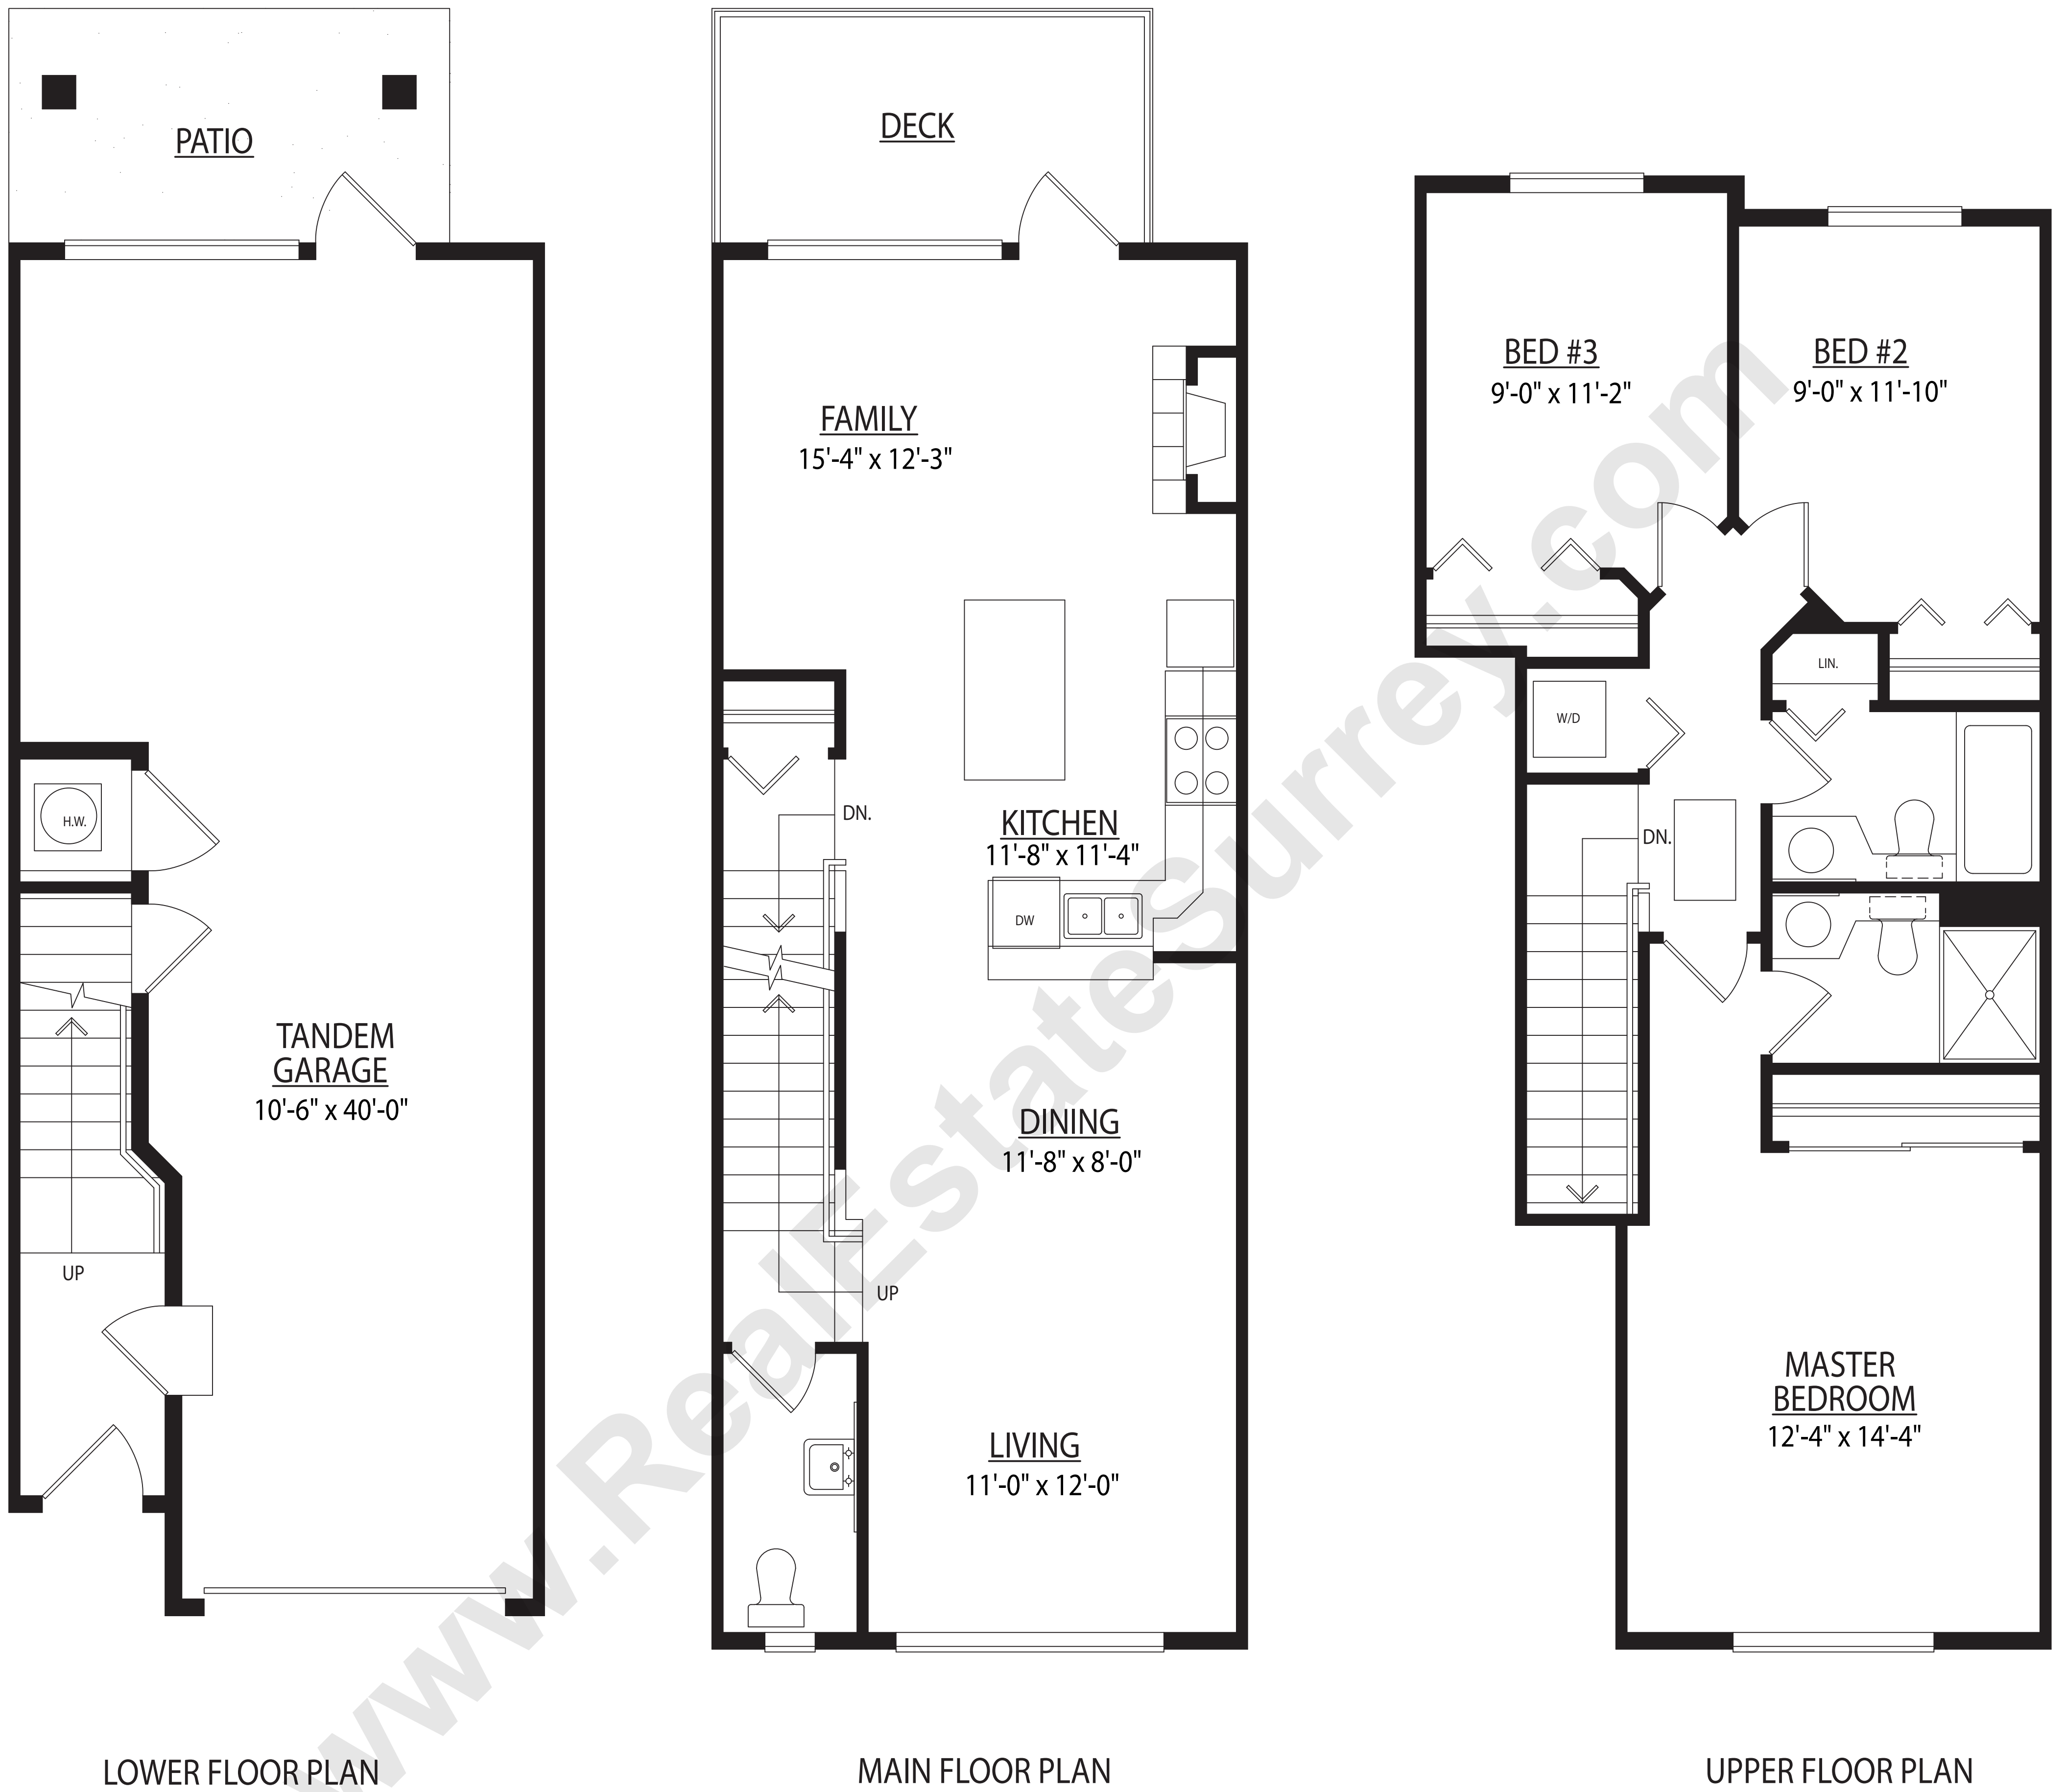 PATIO
H.W.
TANDEM
GARAGE
10'-6" x 40'-0"
UP
LOWER FLOOR PLAN
DECK
FAMILY
15'-4" x 12'-3"
DN.
KITCHEN
11'-8" x 11'-4"
DW
DINING
11'-8" x 8'-0"
UP
LIVING
11'-0" x 12'-0"
MAIN FLOOR PLAN
BED #3
9'-0" x 11'-2"
BED #2
9'-0" x 11'-10"
LIN.
W/D
DN.
MASTER
BEDROOM
12'-4" x 14'-4"
UPPER FLOOR PLAN
www.RealEstateSurrey.com